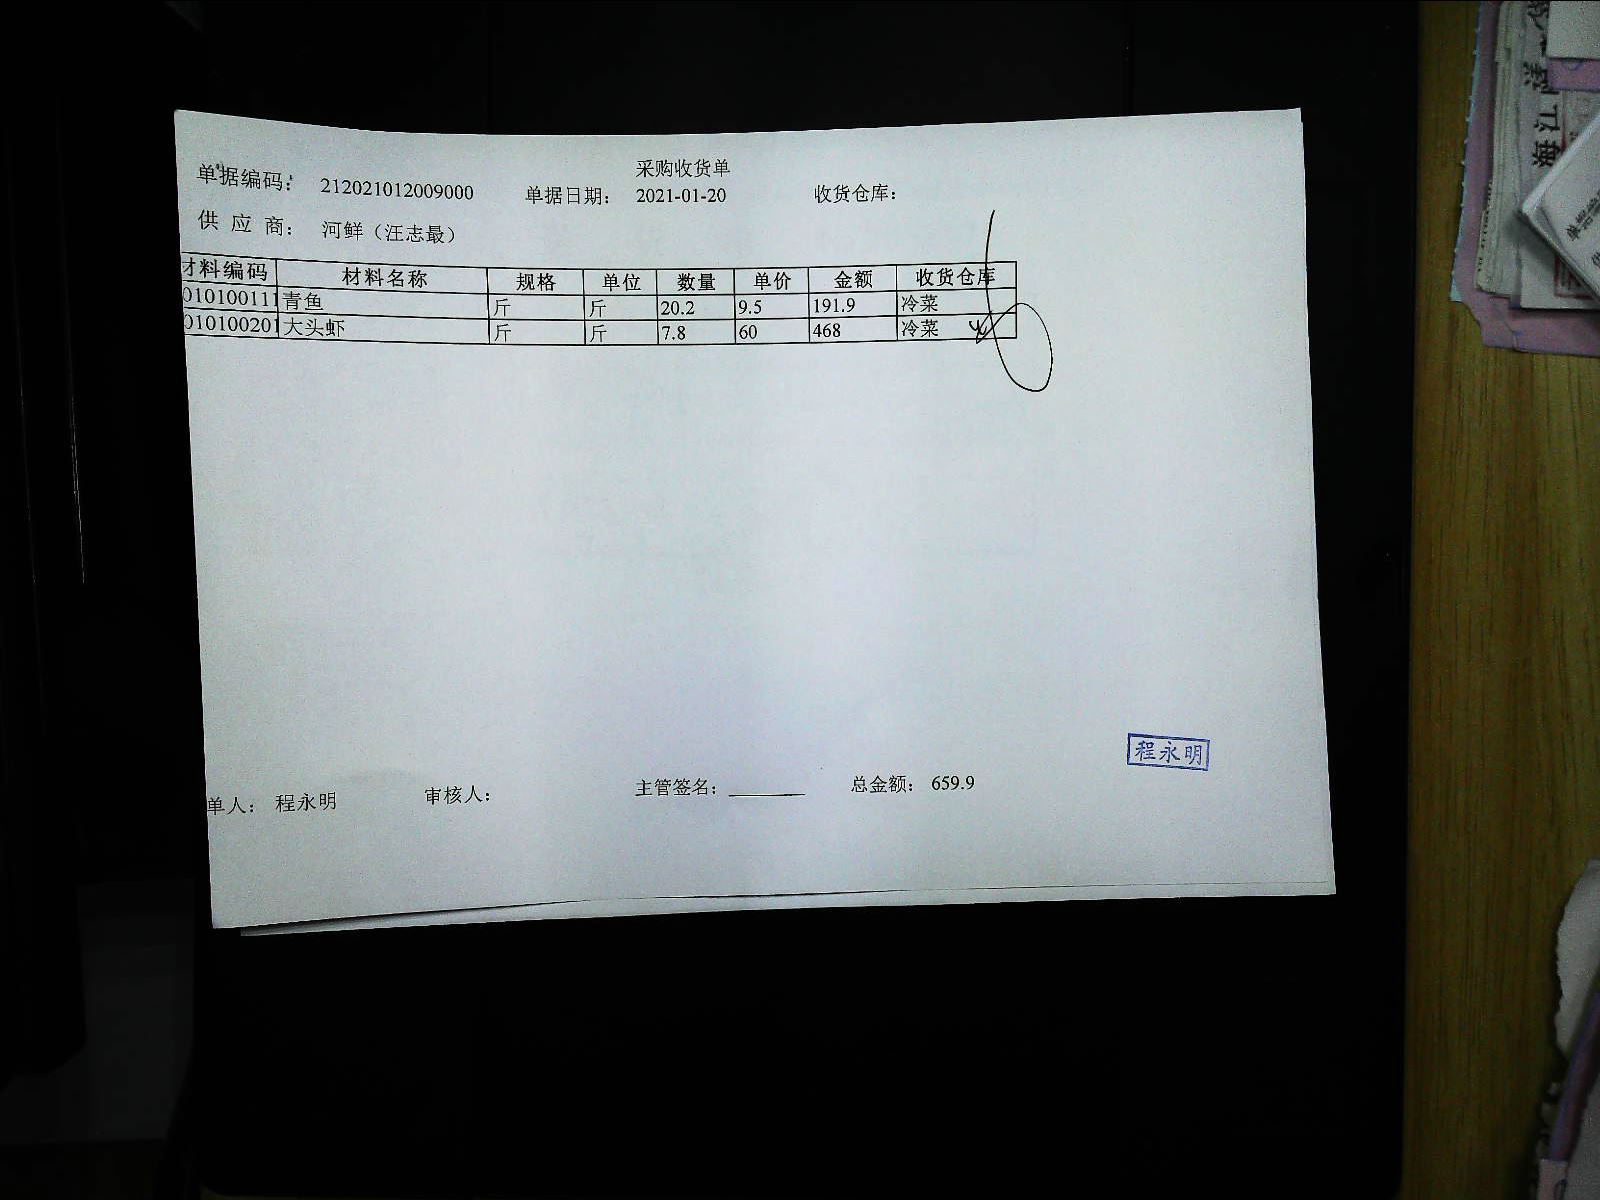 采购收货单
单据编码： 212021012009000 单据日期： 2021-01-20 收货仓库：
供 应 商： 河鲜（汪志最）
材料编码 材料名称 规格 单位 数量 单价 金额 收货仓库
010100111 青鱼 斤 斤 20.2 9.5 191.9 冷菜
010100201 大头虾 斤 斤 7.8 60 468 冷菜
程永明
单人： 程永明 审核人： 主管签名： 总金额： 659.9